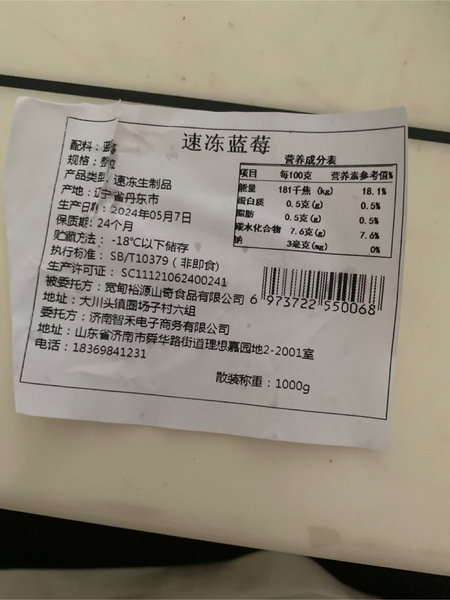 速冻蓝莓
配料：蓝莓
规格：整粒
产品类型：速冻生制品
产地：辽宁省丹东市
生产日期：2024年05月7日
保质期：24个月
贮藏方法：-18℃以下储存
执行标准：SB/T10379（非即食）
生产许可证：SC11121062400241
被委托方：宽甸裕源山奇食品有限公司
地址：大川头镇圈场子村六组
委托方：济南智禾电子商务有限公司
地址：山东省济南市舜华路街道理想嘉园地2-2001室
电话：18369841231
营养成分表
项目 每100克 营养素参考值%
能量 181千焦（kg） 18.1%
蛋白质 0.5克(g) 0.5%
脂肪 0.5克(g) 0.5%
碳水化合物 7.6克(g) 7.6%
钠 3毫克(mg) 0%
6 973722 550068
散装称重：1000g